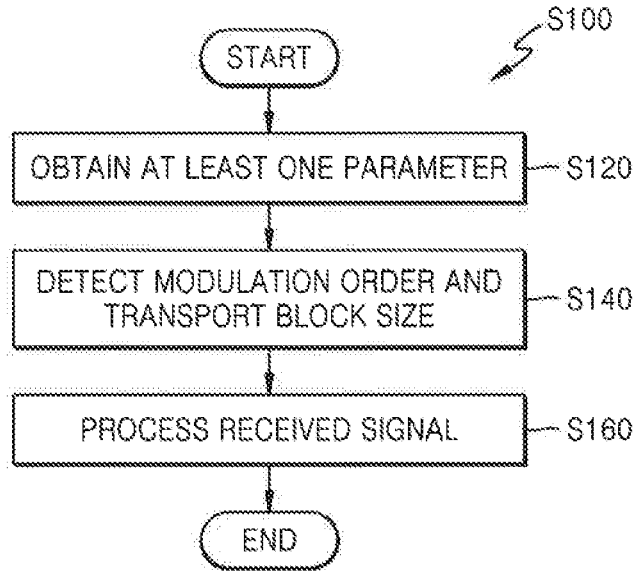 S100
START
OBTAIN AT LEAST ONE PARAMETER
S120
DETECT MODULATION ORDER AND
TRANSPORT BLOCK SIZE
S140
PROCESS RECEIVED SIGNAL
S160
END